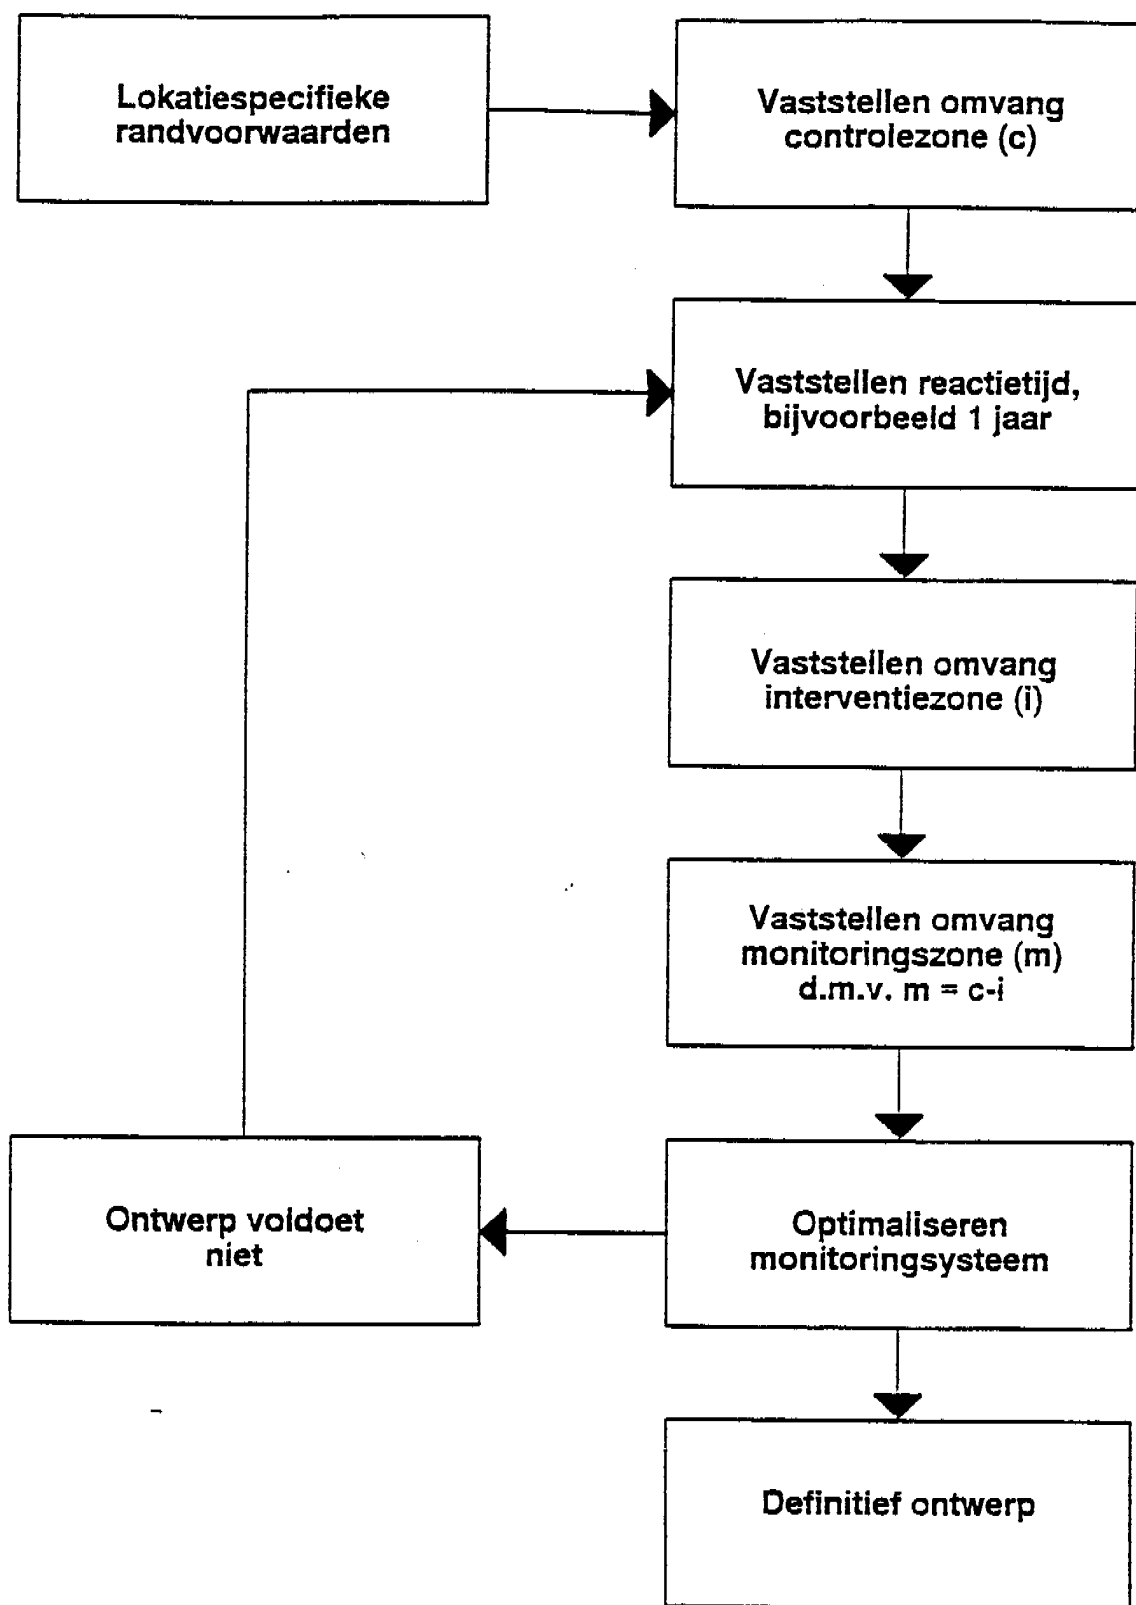 Lokatiespecifieke
randvoorwaarden
Vaststellen omvang
controlezone (c)
Vaststellen reactietijd,
bijvoorbeeld 1 jaar
Vaststellen omvang
interventiezone (i)
Vaststellen omvang
monitoringszone (m)
d.m.v. m = c-i
Ontwerp voldoet
niet
Optimaliseren
monitoringsysteem
Definitief ontwerp